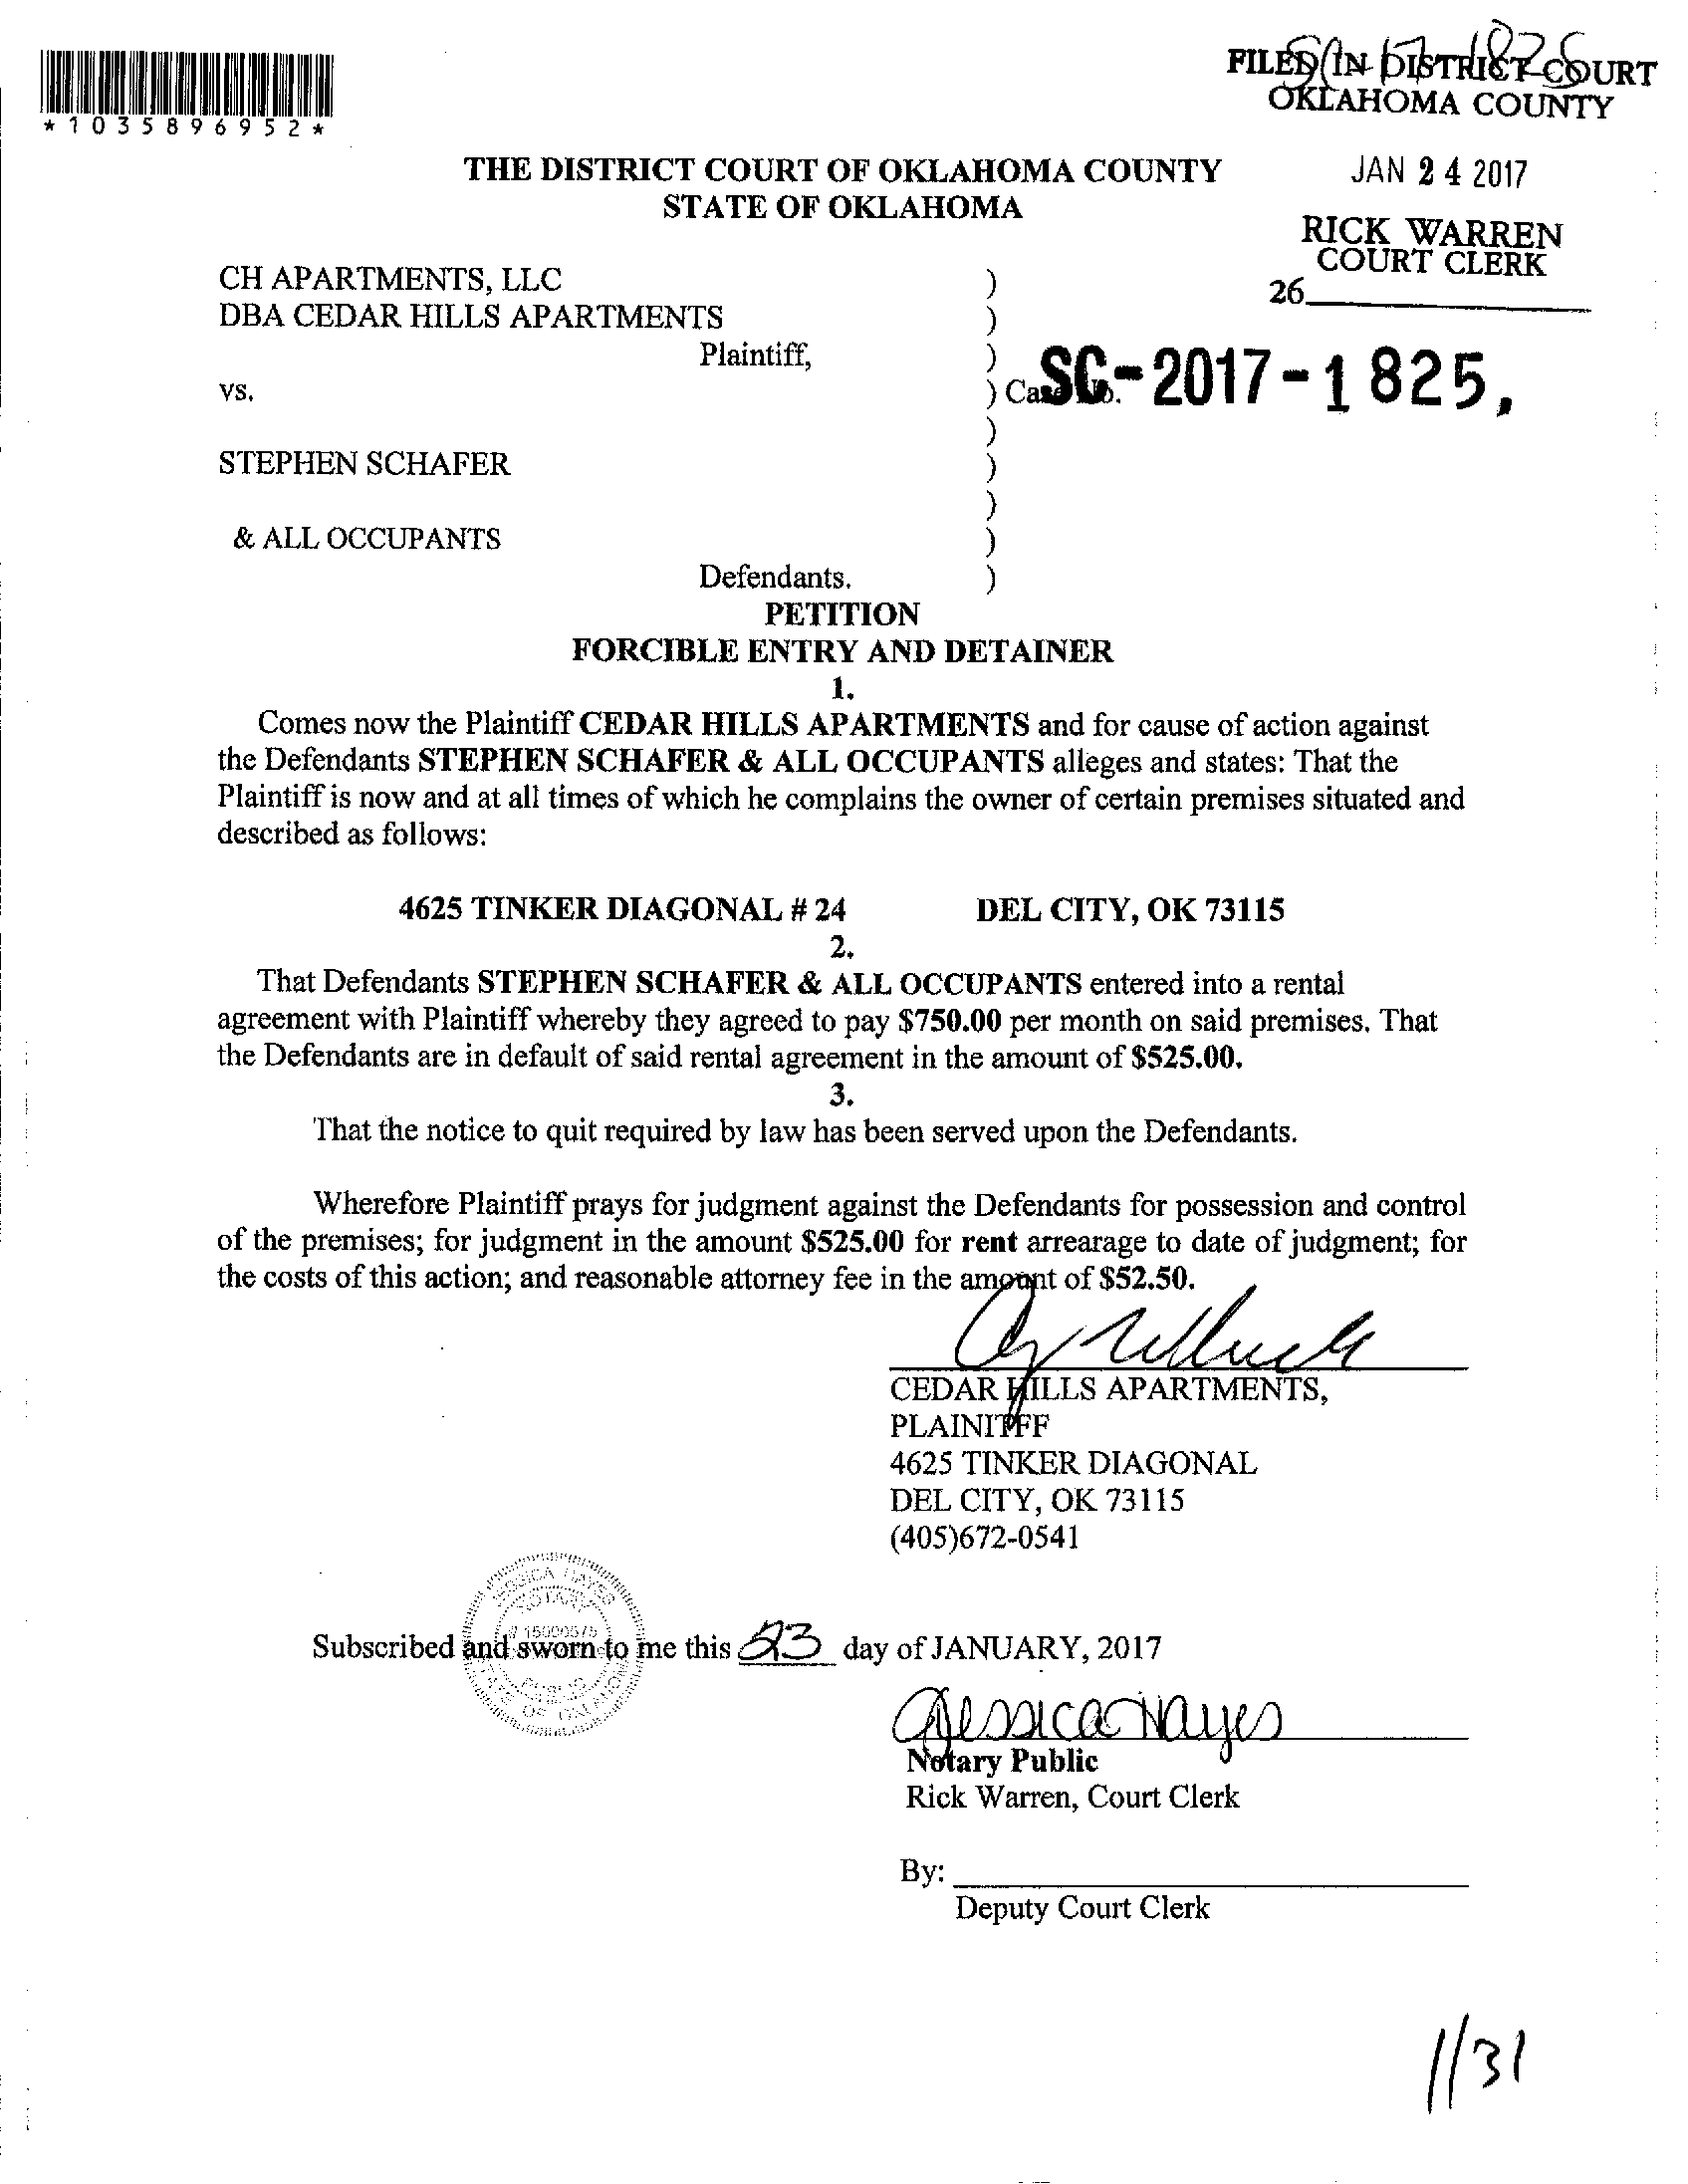 SC 17-1825
FILED IN DISTRICT COURT
OKLAHOMA COUNTY
*1035896952*
THE DISTRICT COURT OF OKLAHOMA COUNTY
STATE OF OKLAHOMA
JAN 24 2017
RICK WARREN
COURT CLERK
26
CH APARTMENTS, LLC )
DBA CEDAR HILLS APARTMENTS )
Plaintiff, )
vs. ) Case No. SC-2017-1825,
)
STEPHEN SCHAFER )
)
& ALL OCCUPANTS )
Defendants. )
PETITION
FORCIBLE ENTRY AND DETAINER
1.
Comes now the Plaintiff CEDAR HILLS APARTMENTS and for cause of action against
the Defendants STEPHEN SCHAFER & ALL OCCUPANTS alleges and states: That the
Plaintiff is now and at all times of which he complains the owner of certain premises situated and
described as follows:
4625 TINKER DIAGONAL # 24 DEL CITY, OK 73115
2.
That Defendants STEPHEN SCHAFER & ALL OCCUPANTS entered into a rental
agreement with Plaintiff whereby they agreed to pay $750.00 per month on said premises. That
the Defendants are in default of said rental agreement in the amount of $525.00.
3.
That the notice to quit required by law has been served upon the Defendants.
Wherefore Plaintiff prays for judgment against the Defendants for possession and control
of the premises; for judgment in the amount $525.00 for rent arrearage to date of judgment; for
the costs of this action; and reasonable attorney fee in the amount of $52.50.
CEDAR HILLS APARTMENTS,
PLAINITFF
4625 TINKER DIAGONAL
DEL CITY, OK 73115
(405)672-0541
JESSICA HAYES
NOTARY
# 15000575
PUBLIC
STATE OF OKLAHOMA
Subscribed and sworn to me this 23 day of JANUARY, 2017
Jessica Hayes
Notary Public
Rick Warren, Court Clerk
By:
Deputy Court Clerk
1/31